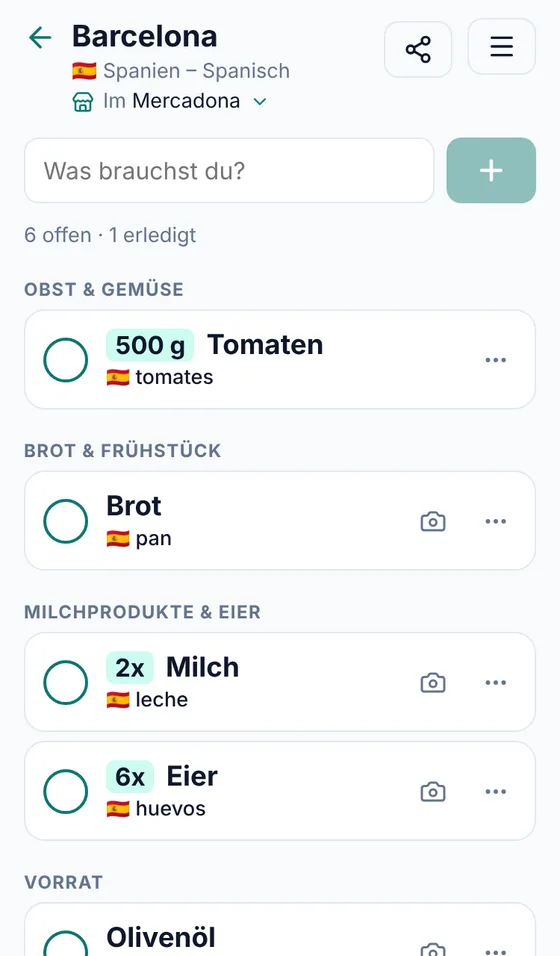 Barcelona
🇪🇸 Spanien – Spanisch
Im Mercadona
Was brauchst du?
6 offen · 1 erledigt
OBST & GEMÜSE
500 g Tomaten
🇪🇸 tomates
BROT & FRÜHSTÜCK
Brot
🇪🇸 pan
MILCHPRODUKTE & EIER
2x Milch
🇪🇸 leche
6x Eier
🇪🇸 huevos
VORRAT
Olivenöl